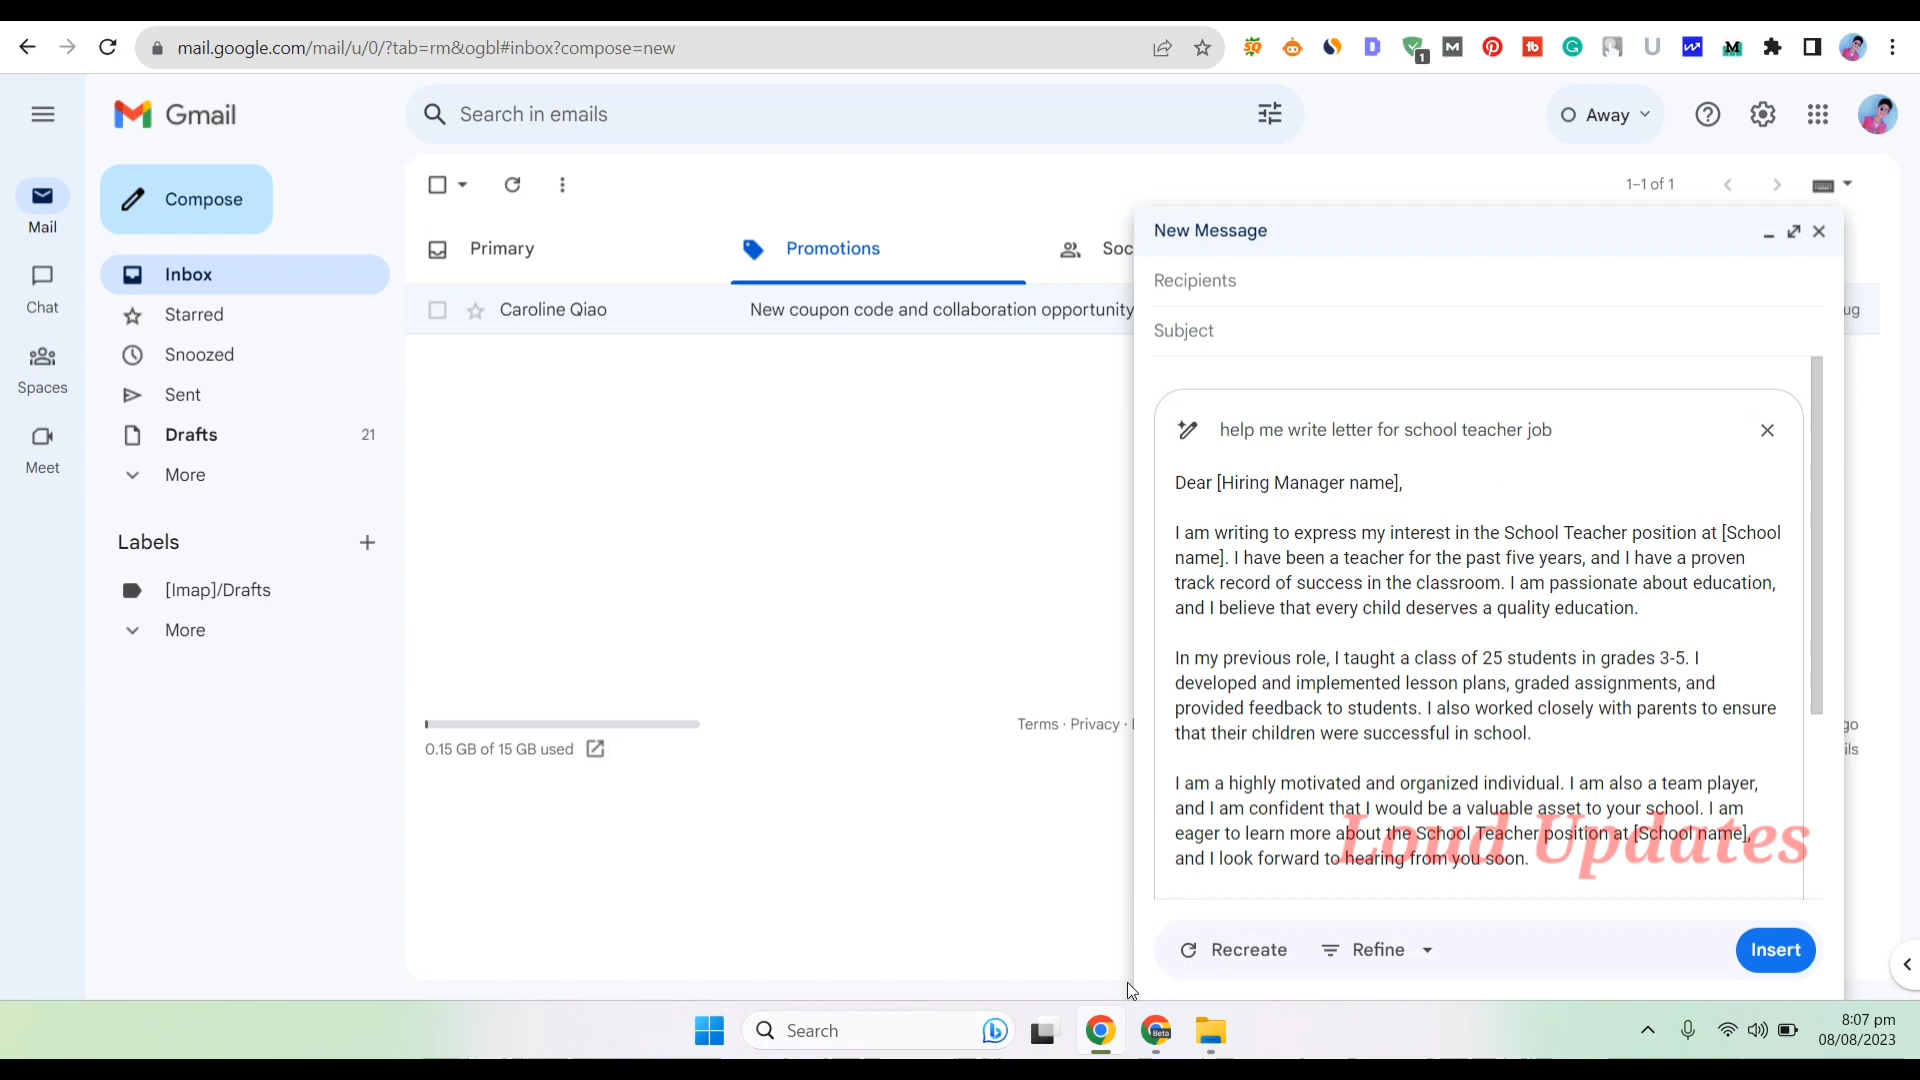 mail.google.com/mail/u/0/?tab=rm&ogbl#inbox?compose=new
1
Gmail
Search in emails
Away
Compose
Mail
Chat
Spaces
Meet
Inbox
Starred
Snoozed
Sent
Drafts 21
More
Labels
[Imap]/Drafts
More
1–1 of 1
Primary
Promotions
Soc
Caroline Qiao New coupon code and collaboration opportunity
ug
0.15 GB of 15 GB used
Terms · Privacy ·
go
ils
New Message
Recipients
Subject
help me write letter for school teacher job
Dear [Hiring Manager name],
I am writing to express my interest in the School Teacher position at [School
name]. I have been a teacher for the past five years, and I have a proven
track record of success in the classroom. I am passionate about education,
and I believe that every child deserves a quality education.
In my previous role, I taught a class of 25 students in grades 3-5. I
developed and implemented lesson plans, graded assignments, and
provided feedback to students. I also worked closely with parents to ensure
that their children were successful in school.
I am a highly motivated and organized individual. I am also a team player,
and I am confident that I would be a valuable asset to your school. I am
eager to learn more about the School Teacher position at [School name],
and I look forward to hearing from you soon.
Loud Updates
Recreate
Refine
Insert
Search
Beta
8:07 pm
08/08/2023